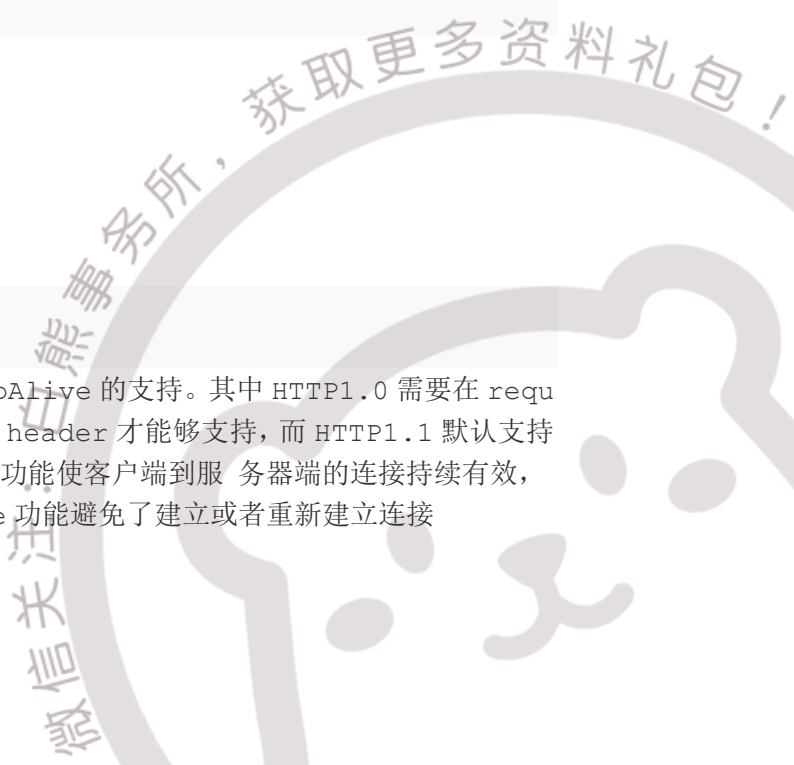 微信关注：白熊事务所，获取更多资料礼包！
pAlive 的支持。其中 HTTP1.0 需要在 requ
header 才能够支持，而 HTTP1.1 默认支持
功能使客户端到服 务器端的连接持续有效，
e 功能避免了建立或者重新建立连接